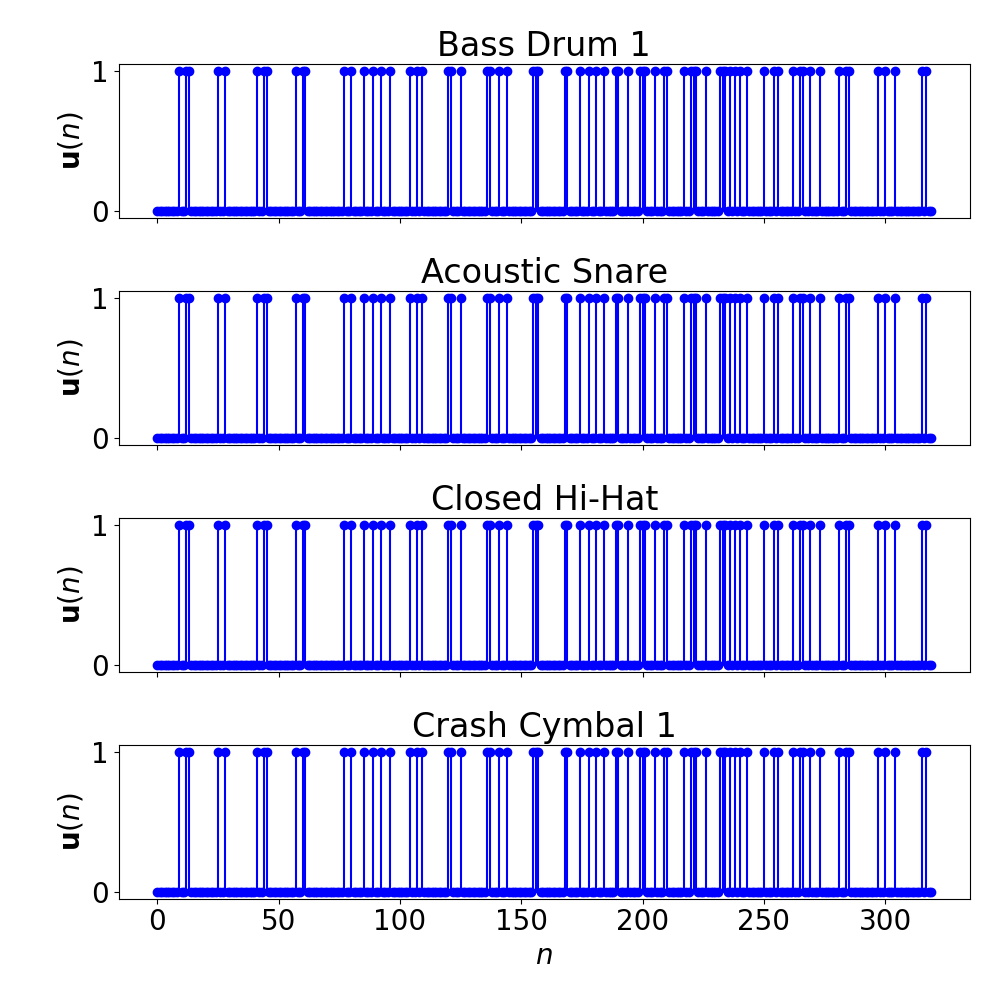 Bass Drum 1
1
u(n)
0
Acoustic Snare
1
u(n)
0
Closed Hi-Hat
1
u(n)
0
Crash Cymbal 1
1
u(n)
0
0 50 100 150 200 250 300
n